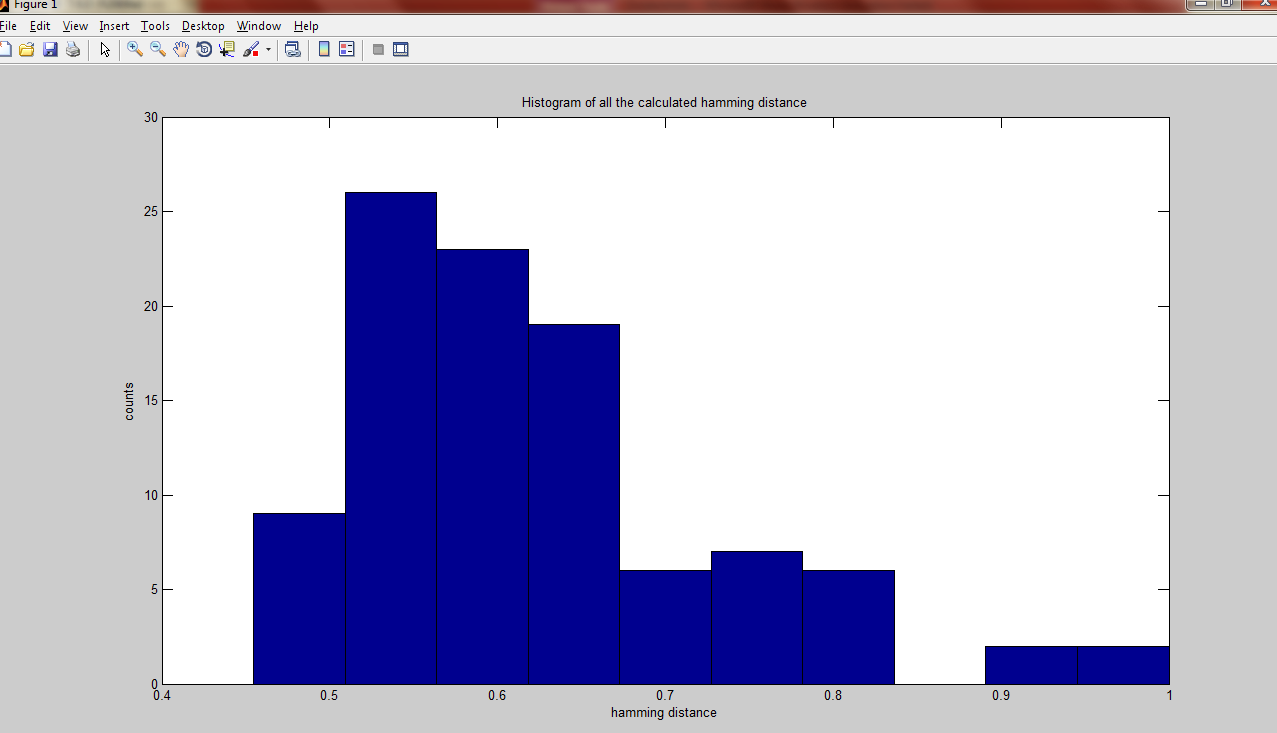 Figure 1
File Edit View Insert Tools Desktop Window Help
Histogram of all the calculated hamming distance
30
25
20
15
10
5
0
counts
0.4 0.5 0.6 0.7 0.8 0.9 1
hamming distance